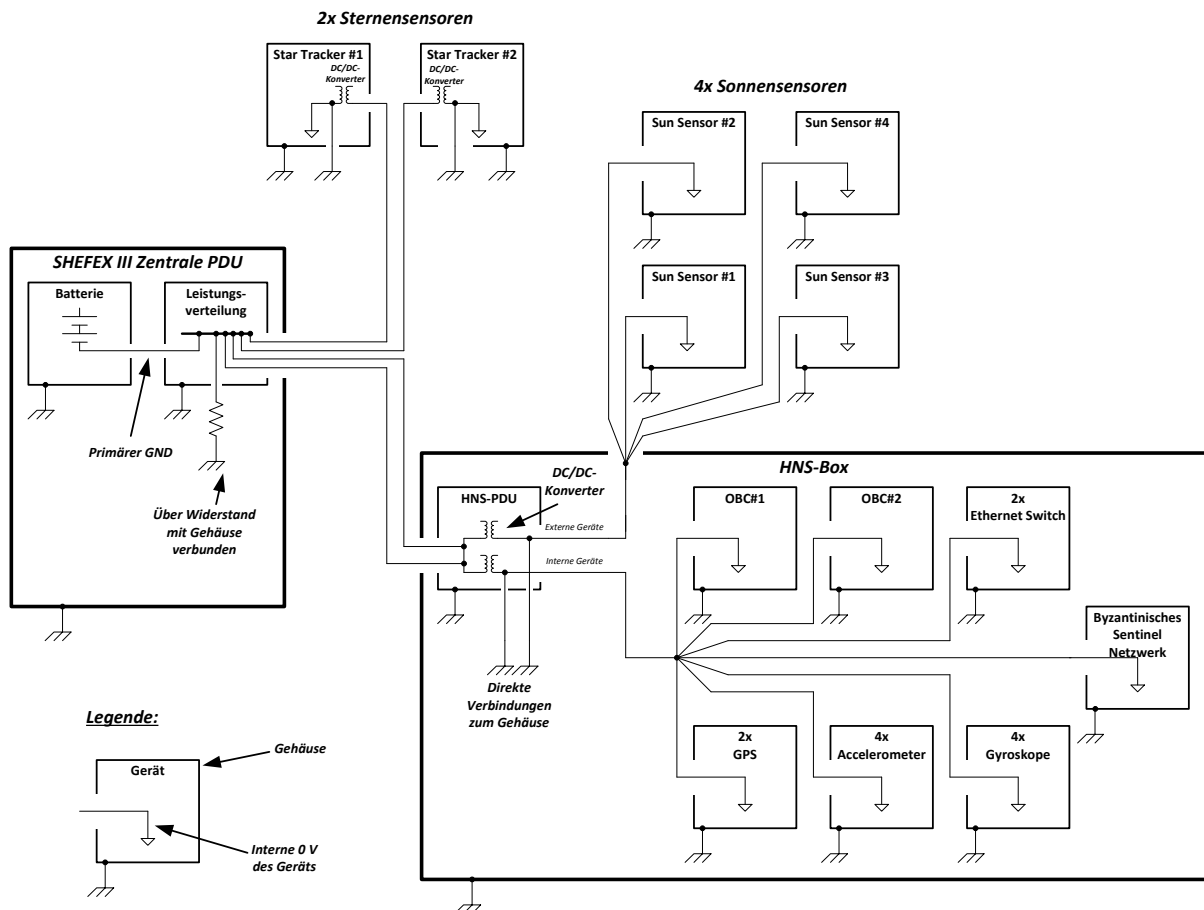 2x Sternensensoren
Star Tracker #1
DC/DC-
Konverter
Star Tracker #2
DC/DC-
Konverter
4x Sonnensensoren
Sun Sensor #2
Sun Sensor #4
Sun Sensor #1
Sun Sensor #3
SHEFEX III Zentrale PDU
Batterie
Leistungs-
verteilung
Primärer GND
Über Widerstand
mit Gehäuse
verbunden
HNS-Box
HNS-PDU
DC/DC-
Konverter
Externe Geräte
Interne Geräte
Direkte
Verbindungen
zum Gehäuse
OBC#1
OBC#2
2x
Ethernet Switch
Byzantinisches
Sentinel
Netzwerk
2x
GPS
4x
Accelerometer
4x
Gyroskope
Legende:
Gehäuse
Gerät
Interne 0 V
des Geräts